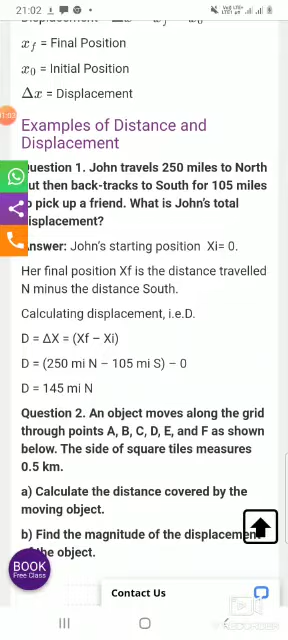 21:02
x_f = Final Position
x_0 = Initial Position
Δx = Displacement
Examples of Distance and
Displacement
uestion 1. John travels 250 miles to North
ut then back-tracks to South for 105 miles
o pick up a friend. What is John's total
isplacement?
nswer: John's starting position Xi= 0.
Her final position Xf is the distance travelled
N minus the distance South.
Calculating displacement, i.e.D.
D = ΔX = (Xf – Xi)
D = (250 mi N – 105 mi S) – 0
D = 145 mi N
Question 2. An object moves along the grid
through points A, B, C, D, E, and F as shown
below. The side of square tiles measures
0.5 km.
a) Calculate the distance covered by the
moving object.
b) Find the magnitude of the displacemen
the object.
BOOK
Free Class
Contact Us